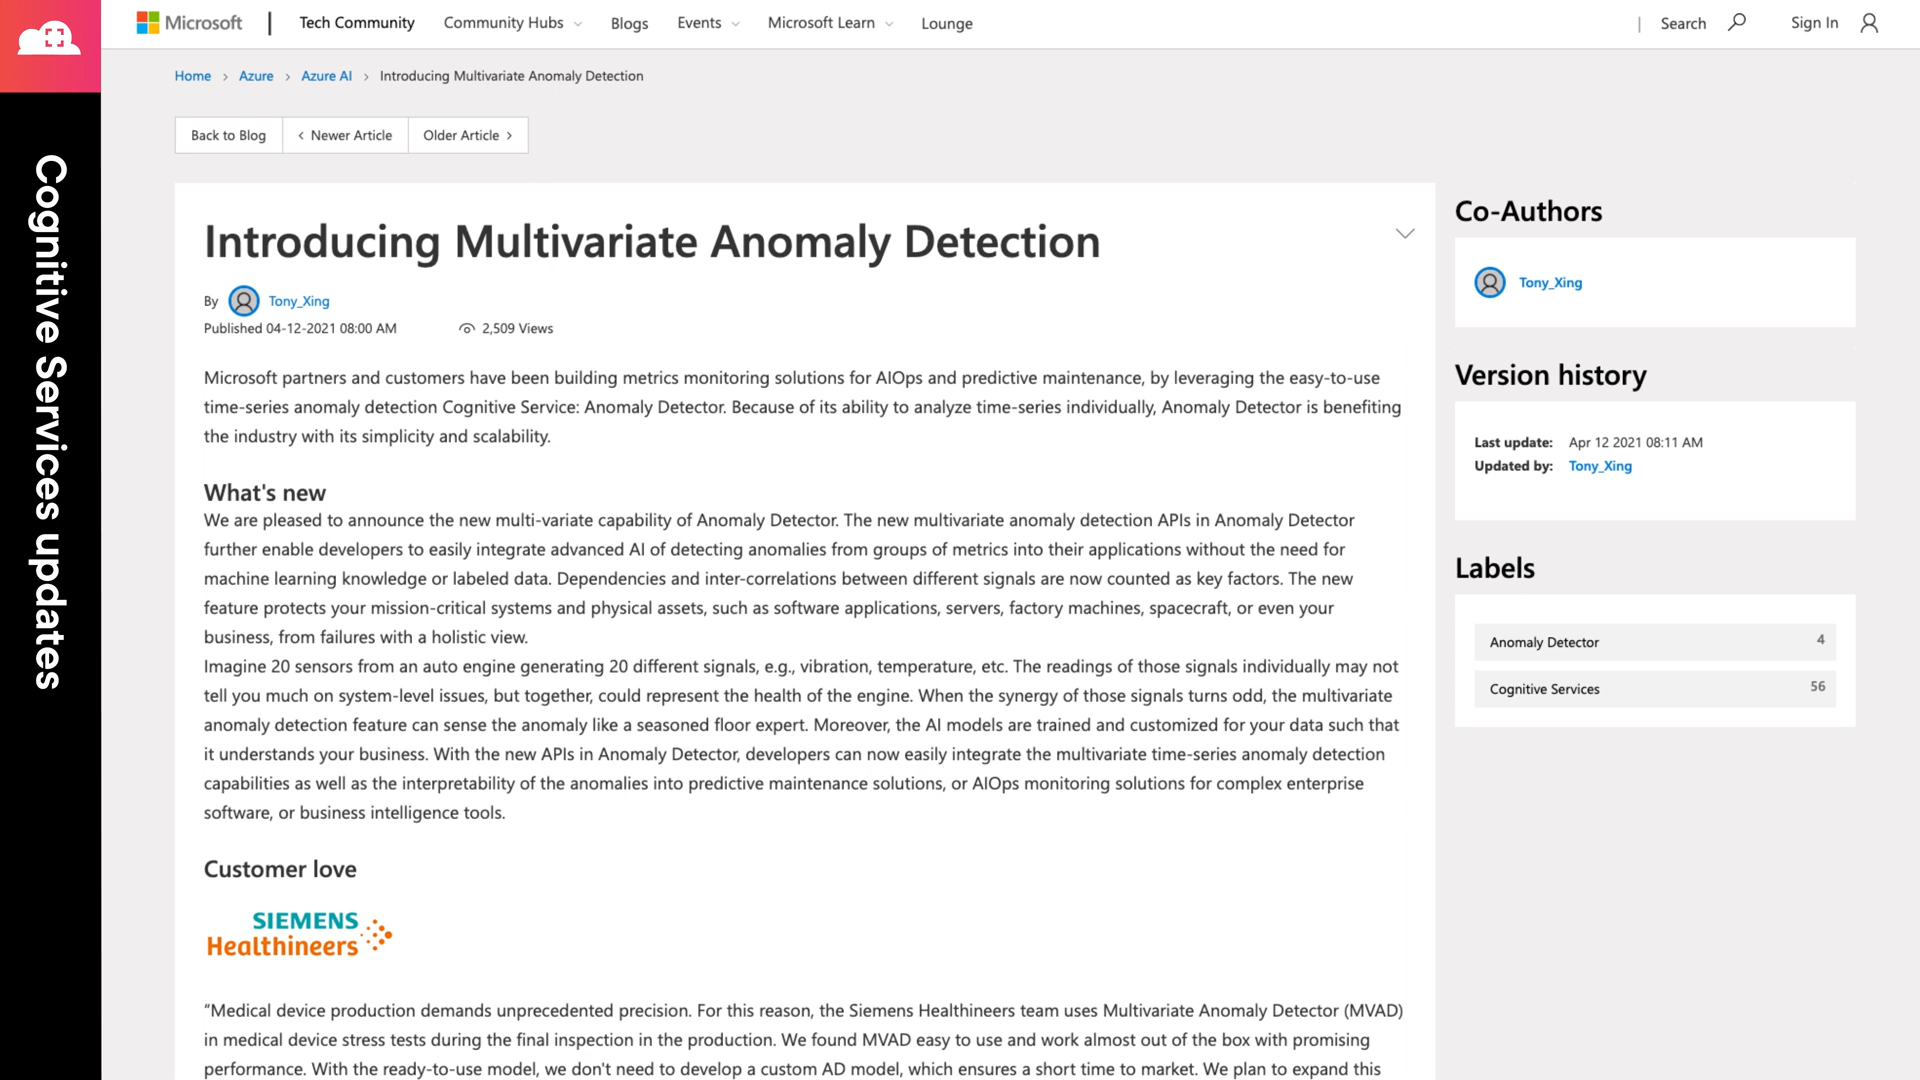 Cognitive Services updates
Microsoft
Tech Community
Community Hubs
Blogs
Events
Microsoft Learn
Lounge
Search
Sign In
Home > Azure > Azure AI > Introducing Multivariate Anomaly Detection
Back to Blog
< Newer Article
Older Article >
Introducing Multivariate Anomaly Detection
By Tony_Xing
Published 04-12-2021 08:00 AM 2,509 Views
Microsoft partners and customers have been building metrics monitoring solutions for AIOps and predictive maintenance, by leveraging the easy-to-use
time-series anomaly detection Cognitive Service: Anomaly Detector. Because of its ability to analyze time-series individually, Anomaly Detector is benefiting
the industry with its simplicity and scalability.
What's new
We are pleased to announce the new multi-variate capability of Anomaly Detector. The new multivariate anomaly detection APIs in Anomaly Detector
further enable developers to easily integrate advanced AI of detecting anomalies from groups of metrics into their applications without the need for
machine learning knowledge or labeled data. Dependencies and inter-correlations between different signals are now counted as key factors. The new
feature protects your mission-critical systems and physical assets, such as software applications, servers, factory machines, spacecraft, or even your
business, from failures with a holistic view.
Imagine 20 sensors from an auto engine generating 20 different signals, e.g., vibration, temperature, etc. The readings of those signals individually may not
tell you much on system-level issues, but together, could represent the health of the engine. When the synergy of those signals turns odd, the multivariate
anomaly detection feature can sense the anomaly like a seasoned floor expert. Moreover, the AI models are trained and customized for your data such that
it understands your business. With the new APIs in Anomaly Detector, developers can now easily integrate the multivariate time-series anomaly detection
capabilities as well as the interpretability of the anomalies into predictive maintenance solutions, or AIOps monitoring solutions for complex enterprise
software, or business intelligence tools.
Customer love
SIEMENS
Healthineers
“Medical device production demands unprecedented precision. For this reason, the Siemens Healthineers team uses Multivariate Anomaly Detector (MVAD)
in medical device stress tests during the final inspection in the production. We found MVAD easy to use and work almost out of the box with promising
performance. With the ready-to-use model, we don't need to develop a custom AD model, which ensures a short time to market. We plan to expand this
Co-Authors
Tony_Xing
Version history
Last update: Apr 12 2021 08:11 AM
Updated by: Tony_Xing
Labels
Anomaly Detector 4
Cognitive Services 56